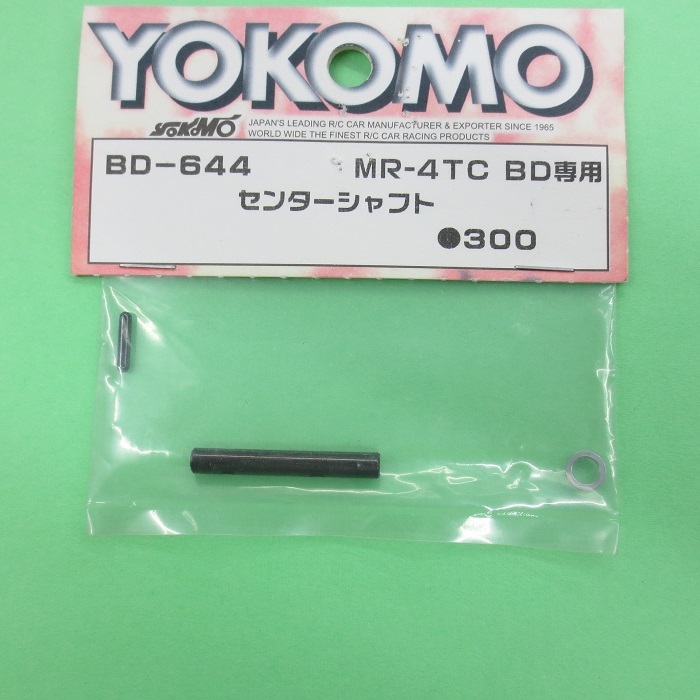 YOKOMO
YOKOMO JAPAN'S LEADING R/C CAR MANUFACTURER & EXPORTER SINCE 1965
WORLD WIDE THE FINEST R/C CAR RACING PRODUCTS
BD-644 MR-4TC BD専用
センターシャフト
●300